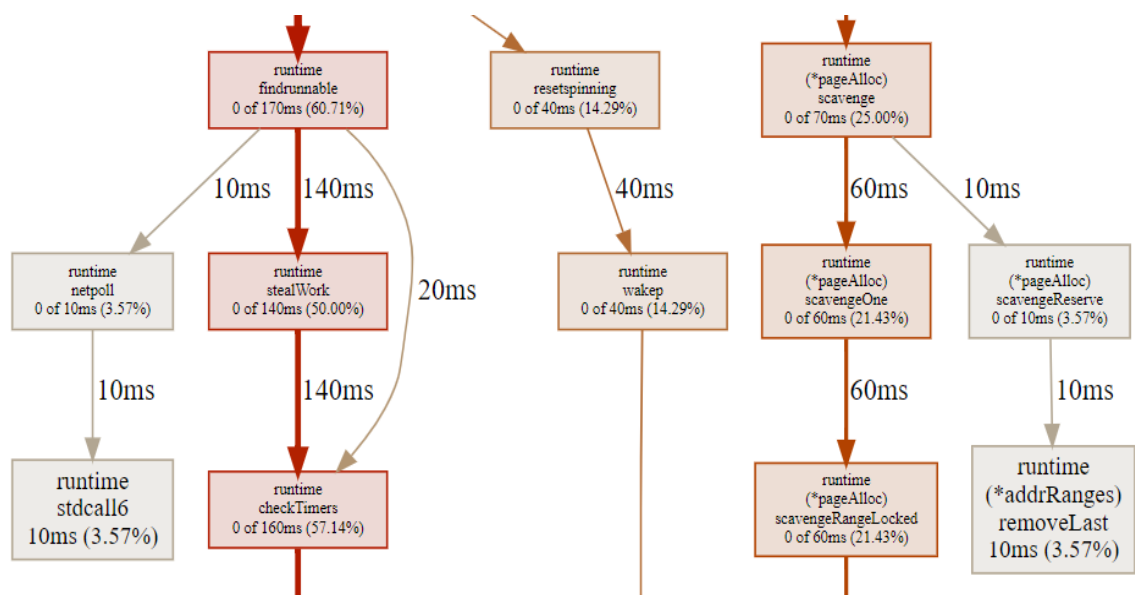 runtime
findrunnable
0 of 170ms (60.71%)
runtime
resetspinning
0 of 40ms (14.29%)
runtime
(*pageAlloc)
scavenge
0 of 70ms (25.00%)
10ms
140ms
40ms
60ms
10ms
runtime
netpoll
0 of 10ms (3.57%)
runtime
stealWork
0 of 140ms (50.00%)
20ms
runtime
wakep
0 of 40ms (14.29%)
runtime
(*pageAlloc)
scavengeOne
0 of 60ms (21.43%)
runtime
(*pageAlloc)
scavengeReserve
0 of 10ms (3.57%)
10ms
140ms
60ms
10ms
runtime
stdcall6
10ms (3.57%)
runtime
checkTimers
0 of 160ms (57.14%)
runtime
(*pageAlloc)
scavengeRangeLocked
0 of 60ms (21.43%)
runtime
(*addrRanges)
removeLast
10ms (3.57%)